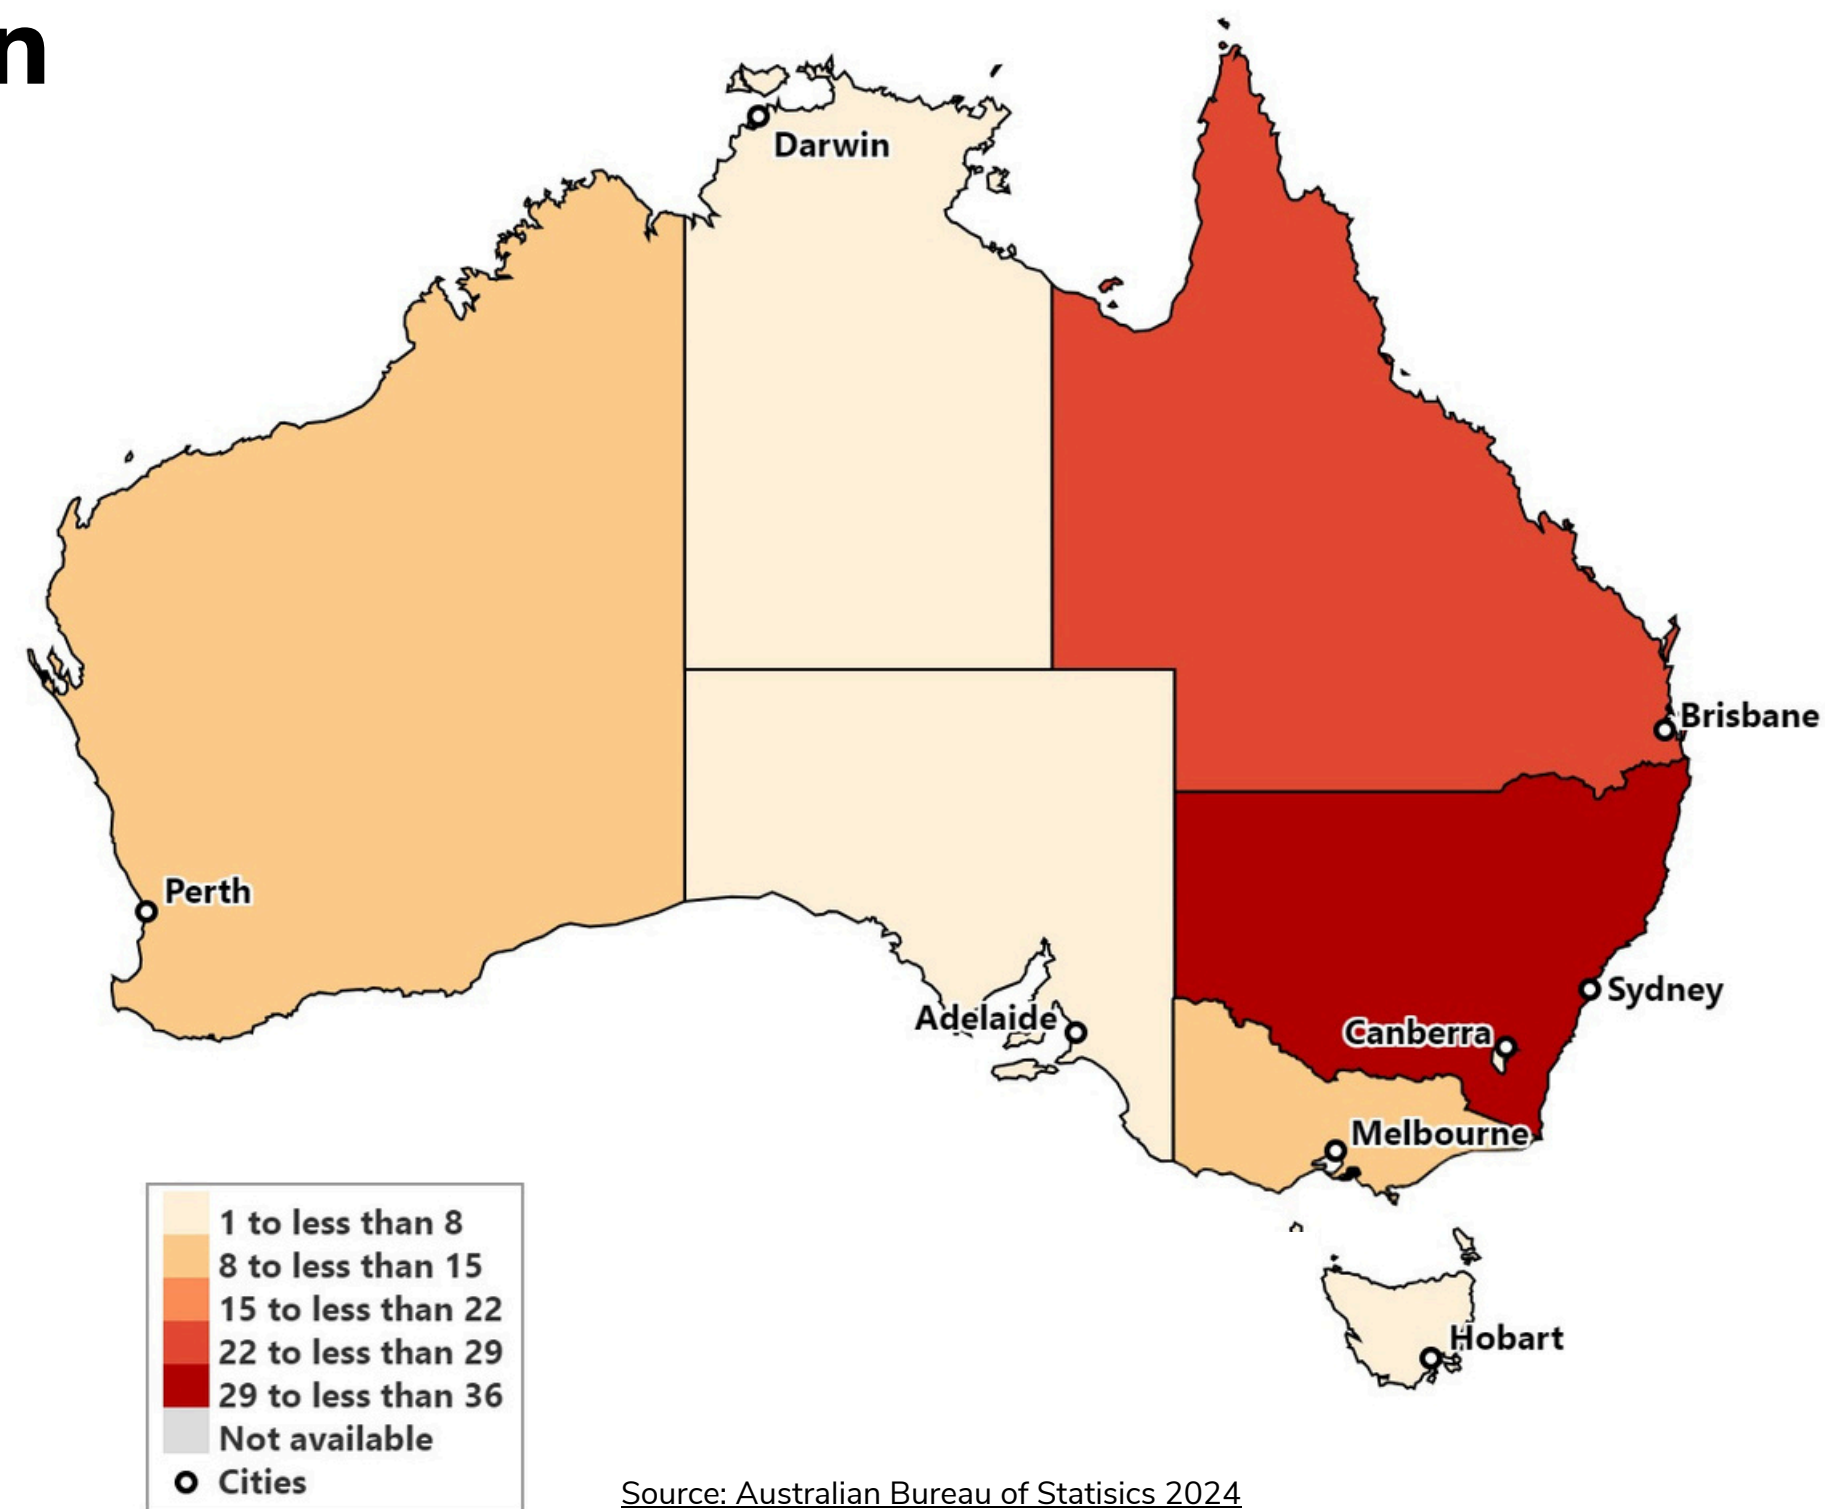 n
Darwin
Brisbane
Perth
Sydney
Adelaide
Canberra
Melbourne
Hobart
1 to less than 8
8 to less than 15
15 to less than 22
22 to less than 29
29 to less than 36
Not available
Cities
Source: Australian Bureau of Statisics 2024